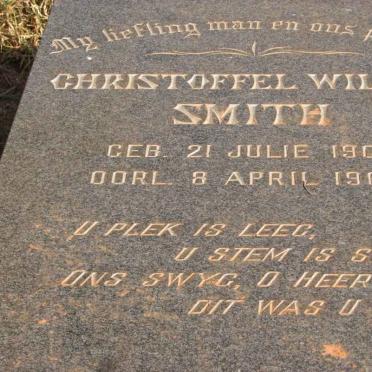 My liefling man en ons
CHRISTOFFEL
SMITH
GEB 21 JULIE
OORL. 8 APRIL
U PLEK IS LEEG,
U STEM IS
ONS SWYG, O HEER
DIT WAS U